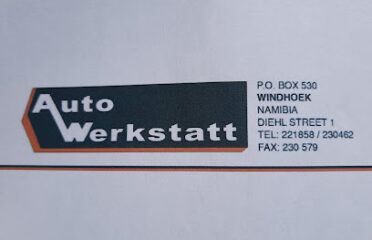 Auto
Werkstatt
P.O. BOX 530
WINDHOEK
NAMIBIA
DIEHL STREET 1
TEL: 221858 / 230462
FAX: 230 579